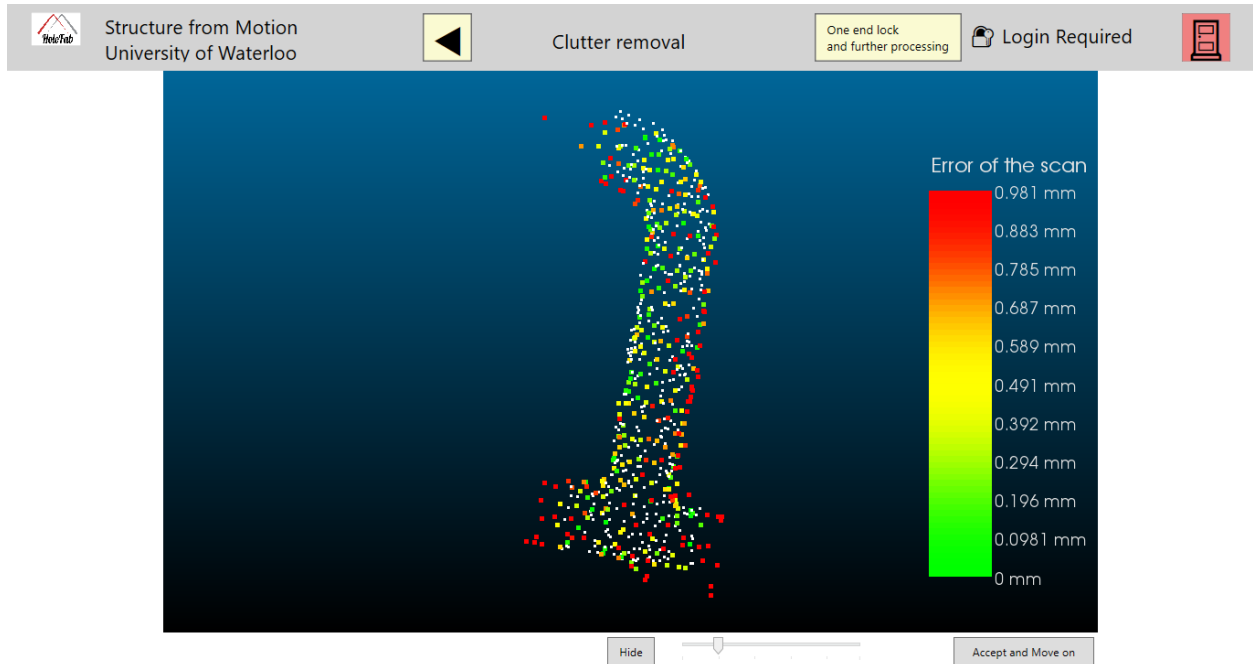 HoloFab
Structure from Motion
University of Waterloo
Clutter removal
One end lock
and further processing
Login Required
Error of the scan
0.981 mm
0.883 mm
0.785 mm
0.687 mm
0.589 mm
0.491 mm
0.392 mm
0.294 mm
0.196 mm
0.0981 mm
0 mm
Hide
Accept and Move on